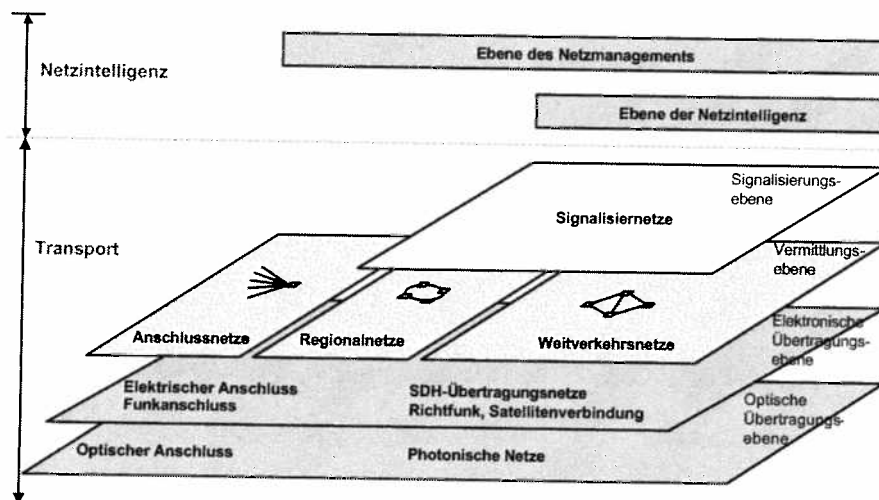 Ebene des Netzmanagements
Netzintelligenz
Ebene der Netzintelligenz
Signalisierungs-
ebene
Signalisiernetze
Transport
Vermittlungs-
ebene
Anschlussnetze
Regionalnetze
Weitverkehrsnetze
Elektronische
Übertragungs-
ebene
Elektrischer Anschluss
Funkanschluss
SDH-Übertragungsnetze
Richtfunk, Satellitenverbindung
Optische
Übertragungs-
ebene
Optischer Anschluss
Photonische Netze